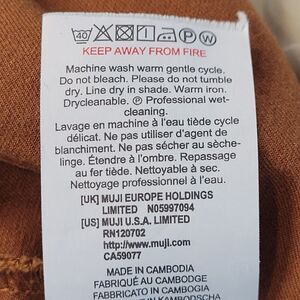 40 P W
KEEP AWAY FROM FIRE
Machine wash warm gentle cycle.
Do not bleach. Please do not tumble
dry. Line dry in shade. Warm iron.
Drycleanable. Ⓟ Professional wet-
cleaning.
Lavage en machine à l'eau tiède cycle
délicat. Ne pas utiliser d'agent de
blanchiment. Ne pas sécher au sèche-
linge. Étendre à l'ombre. Repassage
au fer tiède. Nettoyable à sec.
Nettoyage professionnel à l'eau.
[UK] MUJI EUROPE HOLDINGS
LIMITED N05997094
[US] MUJI U.S.A. LIMITED
RN120702
http://www.muji.com
CA59077
MADE IN CAMBODIA
FABRIQUÉ AU CAMBODGE
FABRICATO IN CAMBOGIA
IN KAMBODSCHA